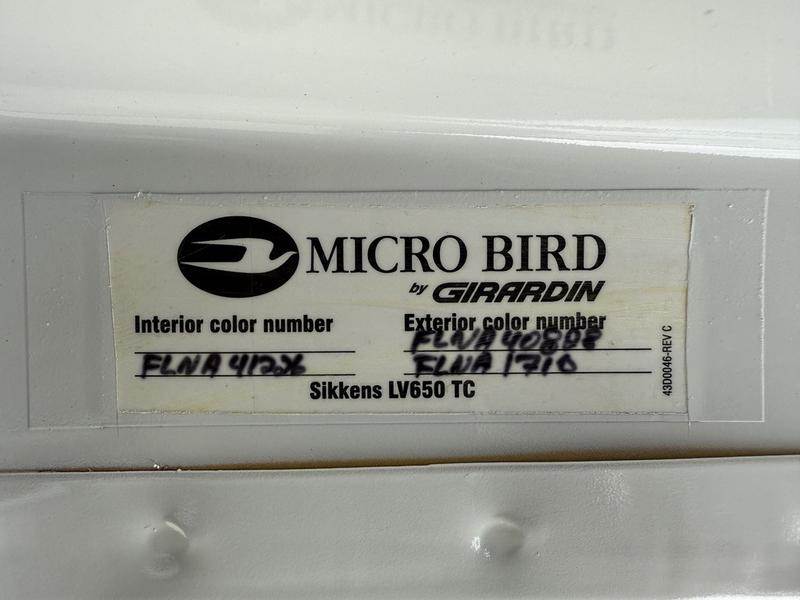 MICRO BIRD
by GIRARDIN
Interior color number
Exterior color number
FLNA 40808
FLNA 41226
FLNA 1710
Sikkens LV650 TC
43D0046-REV C